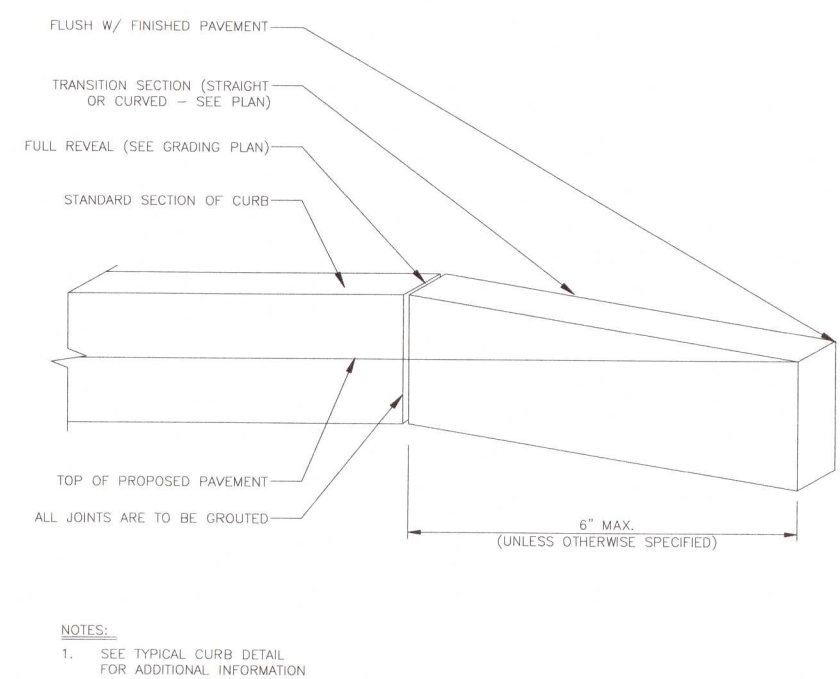 FLUSH W/ FINISHED PAVEMENT
TRANSITION SECTION (STRAIGHT
OR CURVED – SEE PLAN)
FULL REVEAL (SEE GRADING PLAN)
STANDARD SECTION OF CURB
TOP OF PROPOSED PAVEMENT
ALL JOINTS ARE TO BE GROUTED
6" MAX.
(UNLESS OTHERWISE SPECIFIED)
NOTES:
1. SEE TYPICAL CURB DETAIL
FOR ADDITIONAL INFORMATION